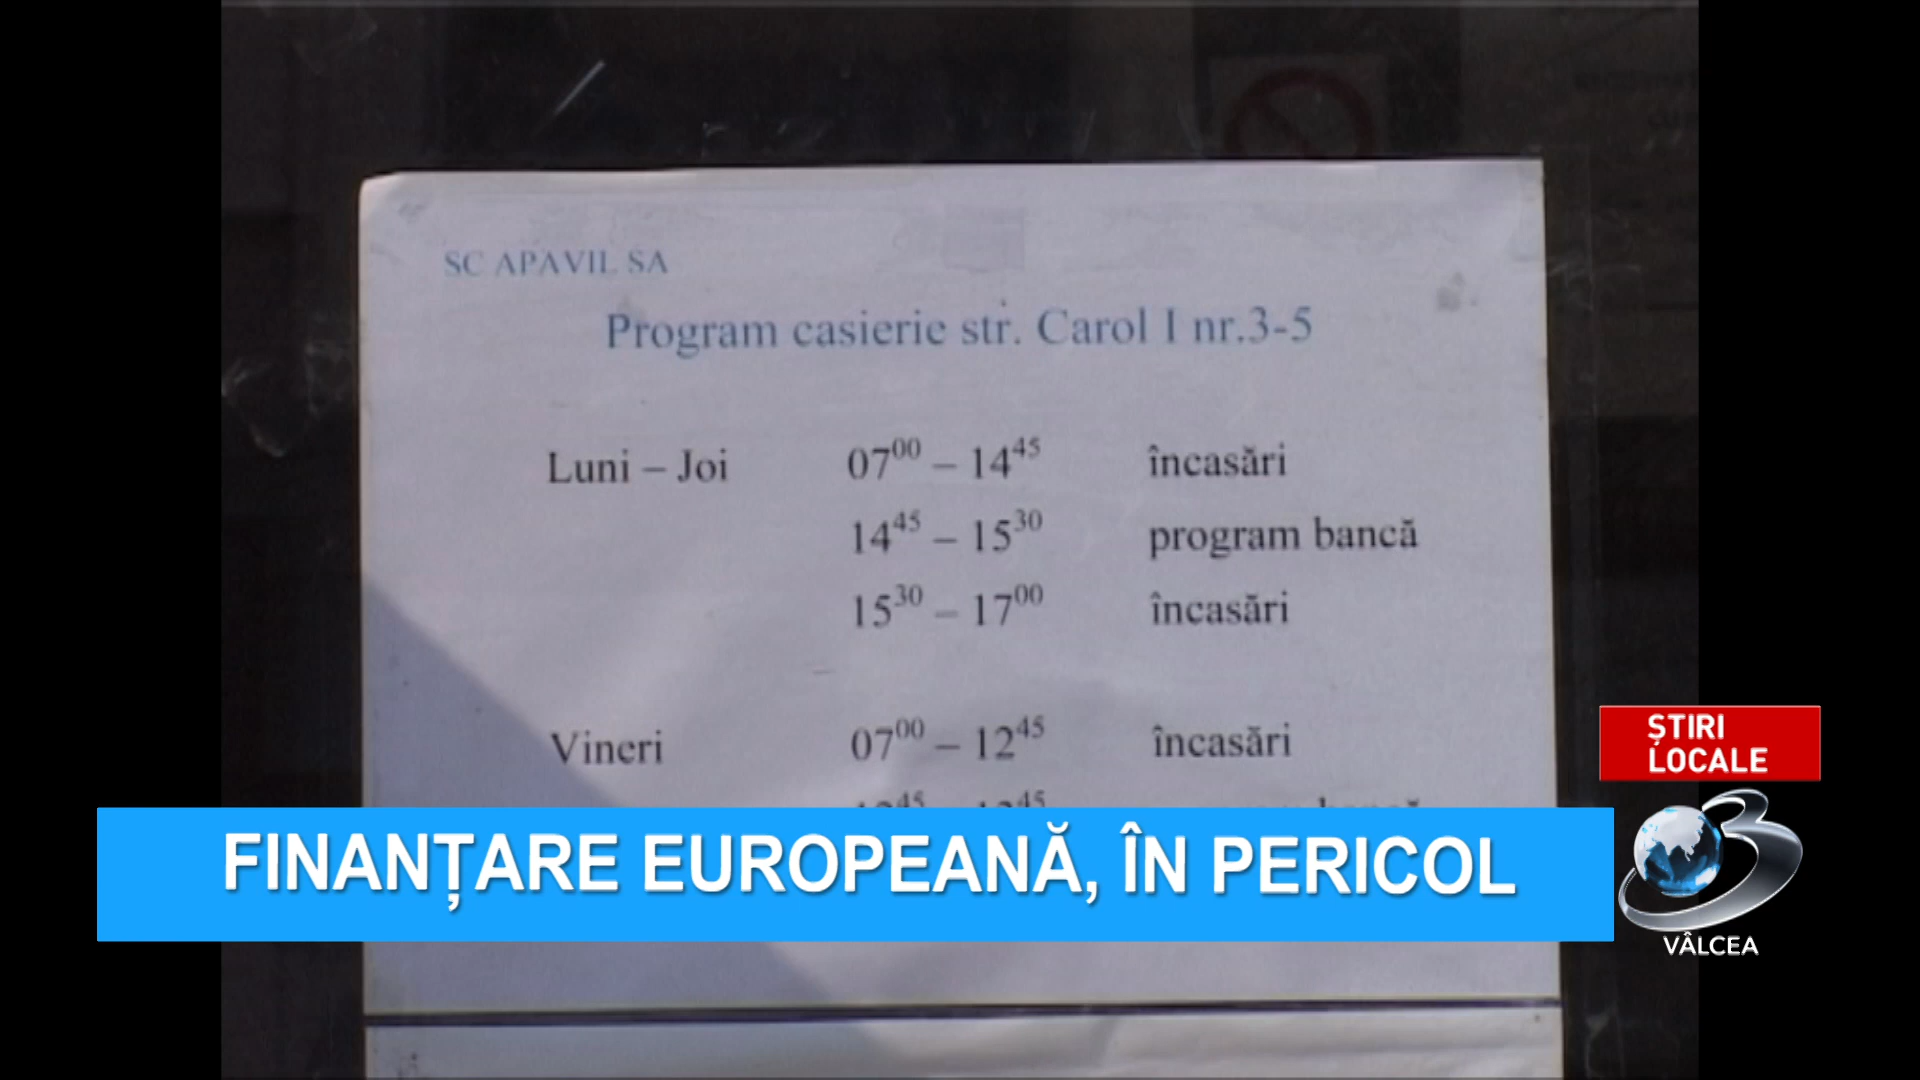 SC APAVIL SA
Program casierie str. Carol I nr.3-5
Luni – Joi 07⁰⁰ – 14⁴⁵ încasări
14⁴⁵ – 15³⁰ program bancă
15³⁰ – 17⁰⁰ încasări
Vineri 07⁰⁰ – 12⁴⁵ încasări
ȘTIRI
LOCALE
FINANȚARE EUROPEANĂ, ÎN PERICOL
3
VÂLCEA